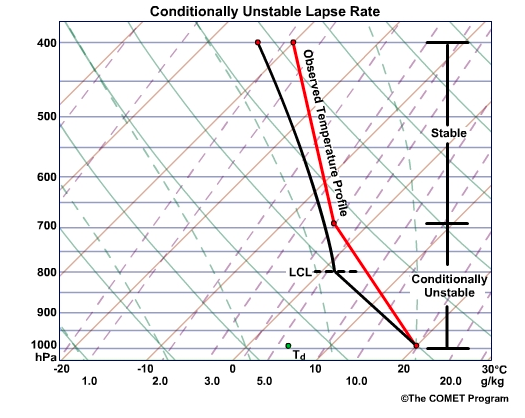 Conditionally Unstable Lapse Rate
400
500
600
700
800
900
1000
hPa
Observed Temperature Profile
Stable
LCL
Conditionally
Unstable
Td
-20 -10 0 10 20 30°C
1.0 2.0 3.0 5.0 10.0 20.0 g/kg
©The COMET Program